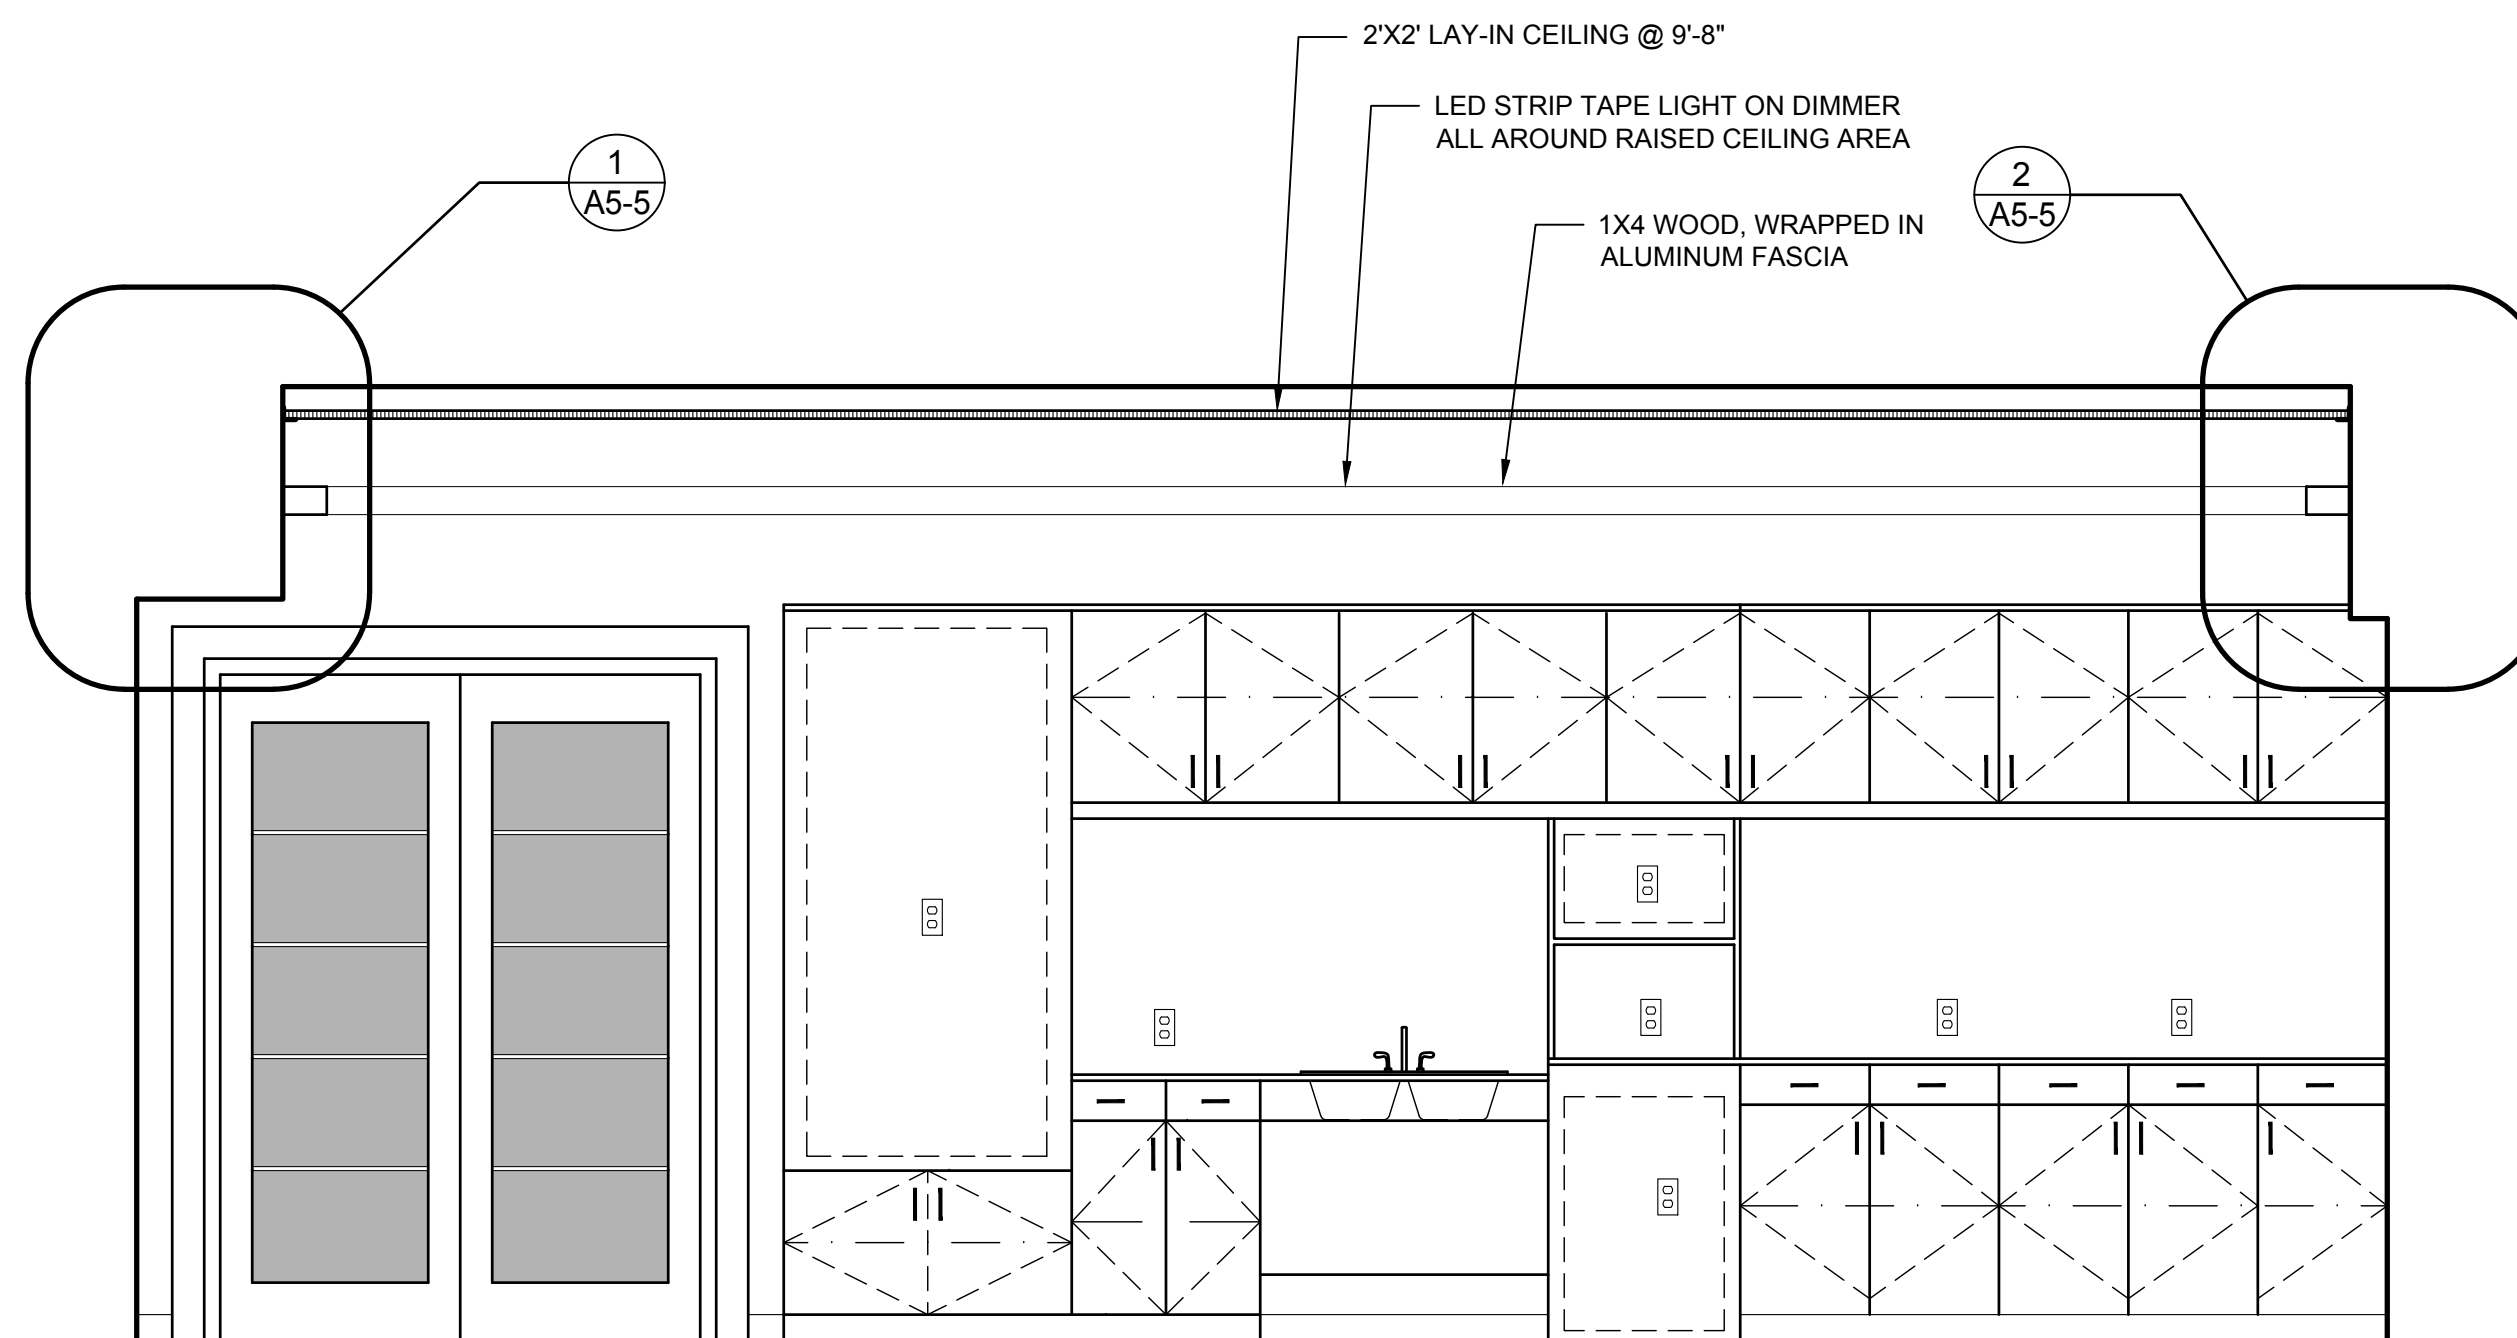 2'X2' LAY-IN CEILING @ 9'-8"
LED STRIP TAPE LIGHT ON DIMMER
ALL AROUND RAISED CEILING AREA
1
A5-5
2
A5-5
1X4 WOOD, WRAPPED IN
ALUMINUM FASCIA